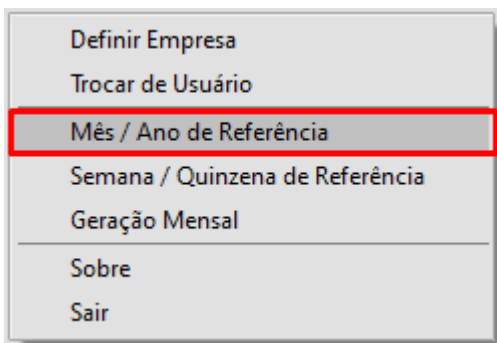 Definir Empresa
Trocar de Usuário
Mês / Ano de Referência
Semana / Quinzena de Referência
Geração Mensal
Sobre
Sair